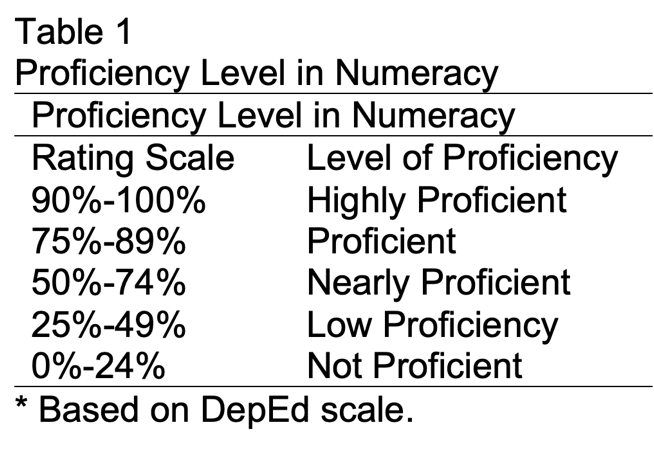 Table 1
Proficiency Level in Numeracy
Proficiency Level in Numeracy
Rating Scale Level of Proficiency
90%-100% Highly Proficient
75%-89% Proficient
50%-74% Nearly Proficient
25%-49% Low Proficiency
0%-24% Not Proficient
* Based on DepEd scale.